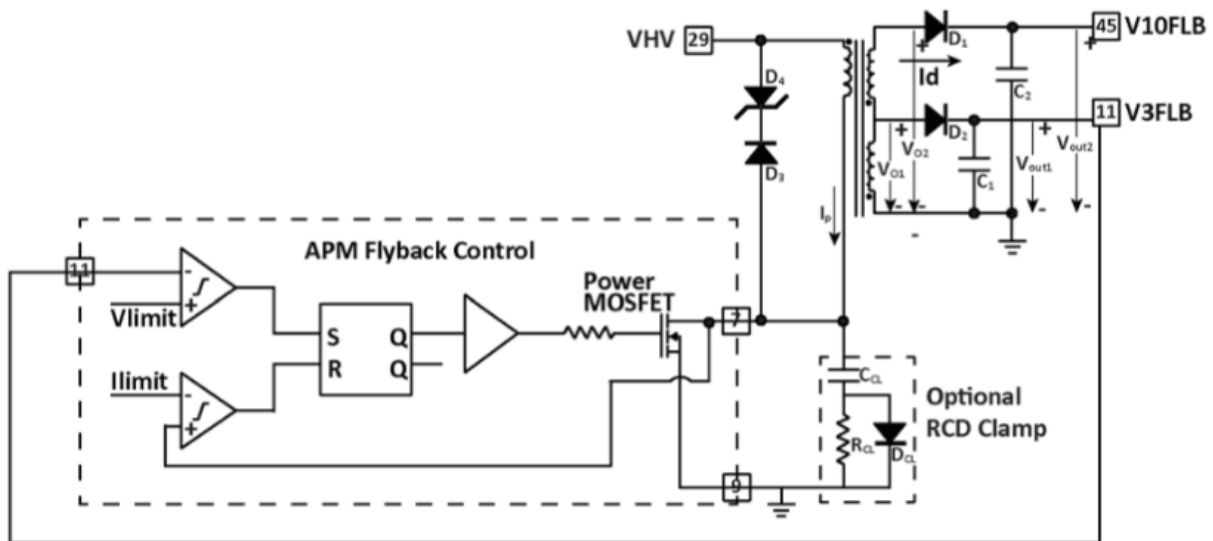 VHV 29
D4
D3
D1
Id
D2
C2
C1
45 V10FLB
11 V3FLB
+
+
+
+
VO1
VO2
Vout1
Vout2
-
-
-
-
-
Ip
APM Flyback Control
11
-
+
Vlimit
Ilimit
-
+
S Q
R Q
Power
MOSFET
7
9
CCL
RCL
DCL
Optional
RCD Clamp